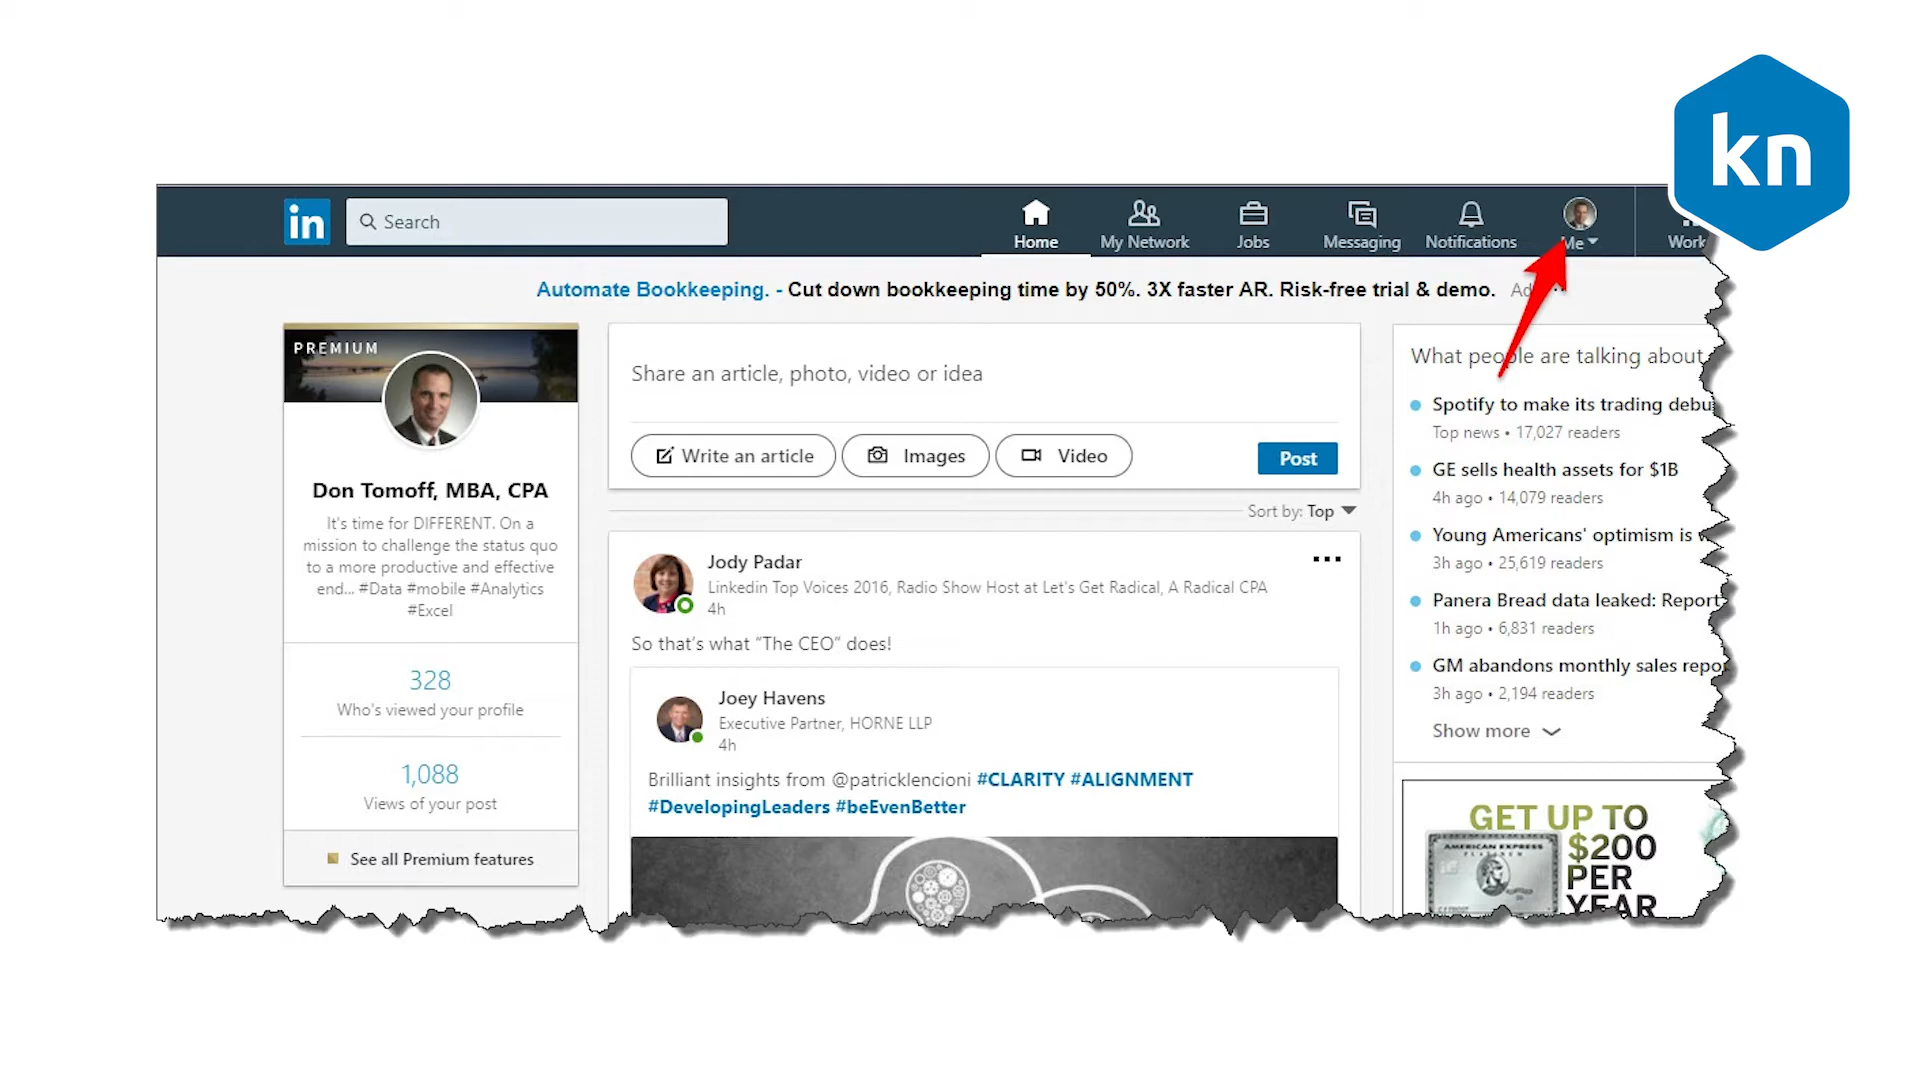 kn
in
Search
Home
My Network
Jobs
Messaging
Notifications
Me
Work
Automate Bookkeeping. - Cut down bookkeeping time by 50%. 3X faster AR. Risk-free trial & demo.
PREMIUM
Don Tomoff, MBA, CPA
It's time for DIFFERENT. On a
mission to challenge the status quo
to a more productive and effective
end... #Data #mobile #Analytics
#Excel
328
Who's viewed your profile
1,088
Views of your post
See all Premium features
Share an article, photo, video or idea
Write an article
Images
Video
Post
Sort by: Top
Jody Padar
Linkedin Top Voices 2016, Radio Show Host at Let's Get Radical, A Radical CPA
4h
So that's what “The CEO” does!
Joey Havens
Executive Partner, HORNE LLP
4h
Brilliant insights from @patricklencioni #CLARITY #ALIGNMENT
#DevelopingLeaders #beEvenBetter
What people are talking about
Spotify to make its trading debu
Top news • 17,027 readers
GE sells health assets for $1B
4h ago • 14,079 readers
Young Americans' optimism is
3h ago • 25,619 readers
Panera Bread data leaked: Report
1h ago • 6,831 readers
GM abandons monthly sales repo
3h ago • 2,194 readers
Show more
GET UP TO
$200
PER
YEAR
AMERICAN EXPRESS
PLATINUM